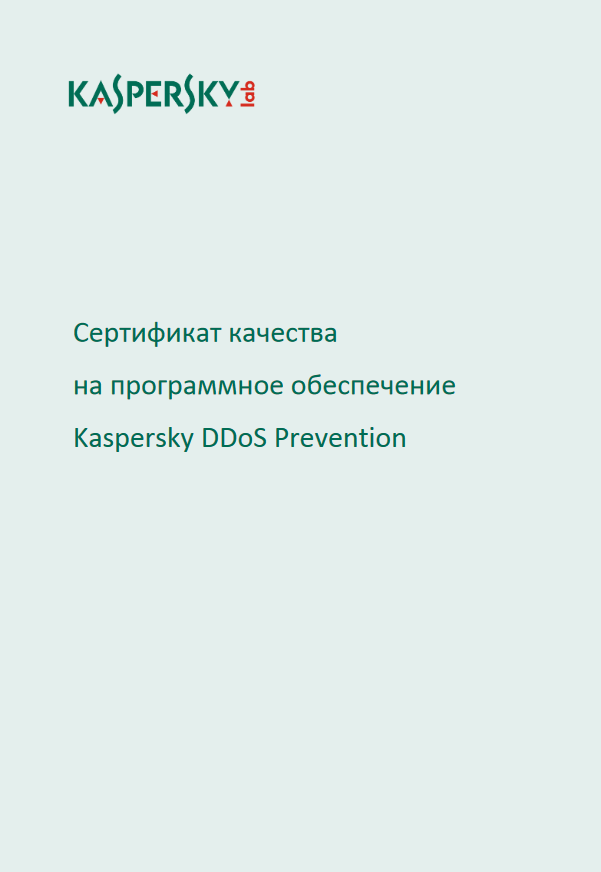 KASPERSKY lab
Сертификат качества
на программное обеспечение
Kaspersky DDoS Prevention